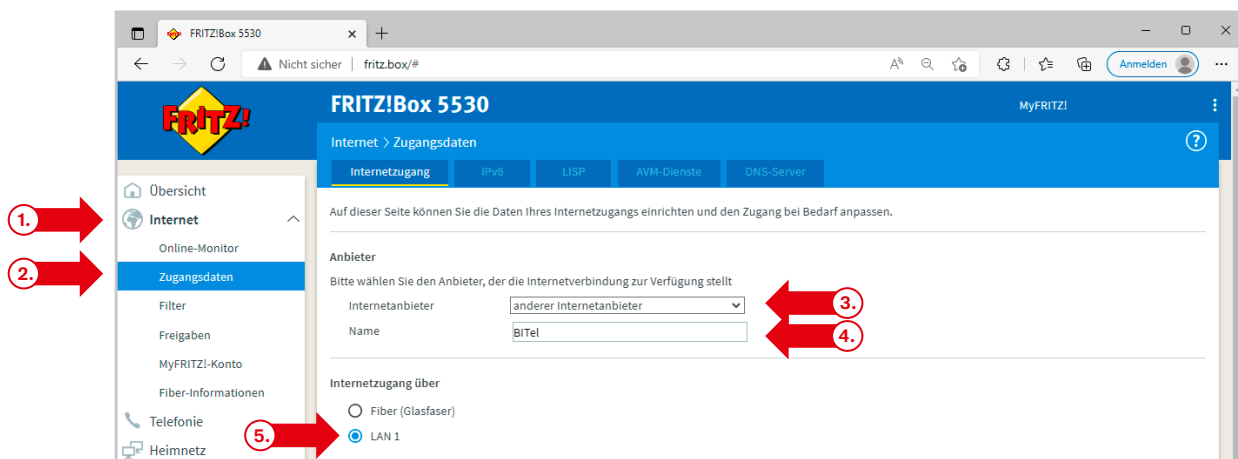 FRITZ!Box 5530
Nicht sicher | fritz.box/#
Anmelden
FRITZ!
FRITZ!Box 5530
MyFRITZ!
Internet > Zugangsdaten
?
Internetzugang IPv6 LISP AVM-Dienste DNS-Server
Übersicht
1.
Internet
Online-Monitor
2.
Zugangsdaten
Filter
Freigaben
MyFRITZ!-Konto
Fiber-Informationen
Telefonie
Heimnetz
Auf dieser Seite können Sie die Daten Ihres Internetzugangs einrichten und den Zugang bei Bedarf anpassen.
Anbieter
Bitte wählen Sie den Anbieter, der die Internetverbindung zur Verfügung stellt
Internetanbieter anderer Internetanbieter 3.
Name BITel 4.
Internetzugang über
Fiber (Glasfaser)
5. LAN 1